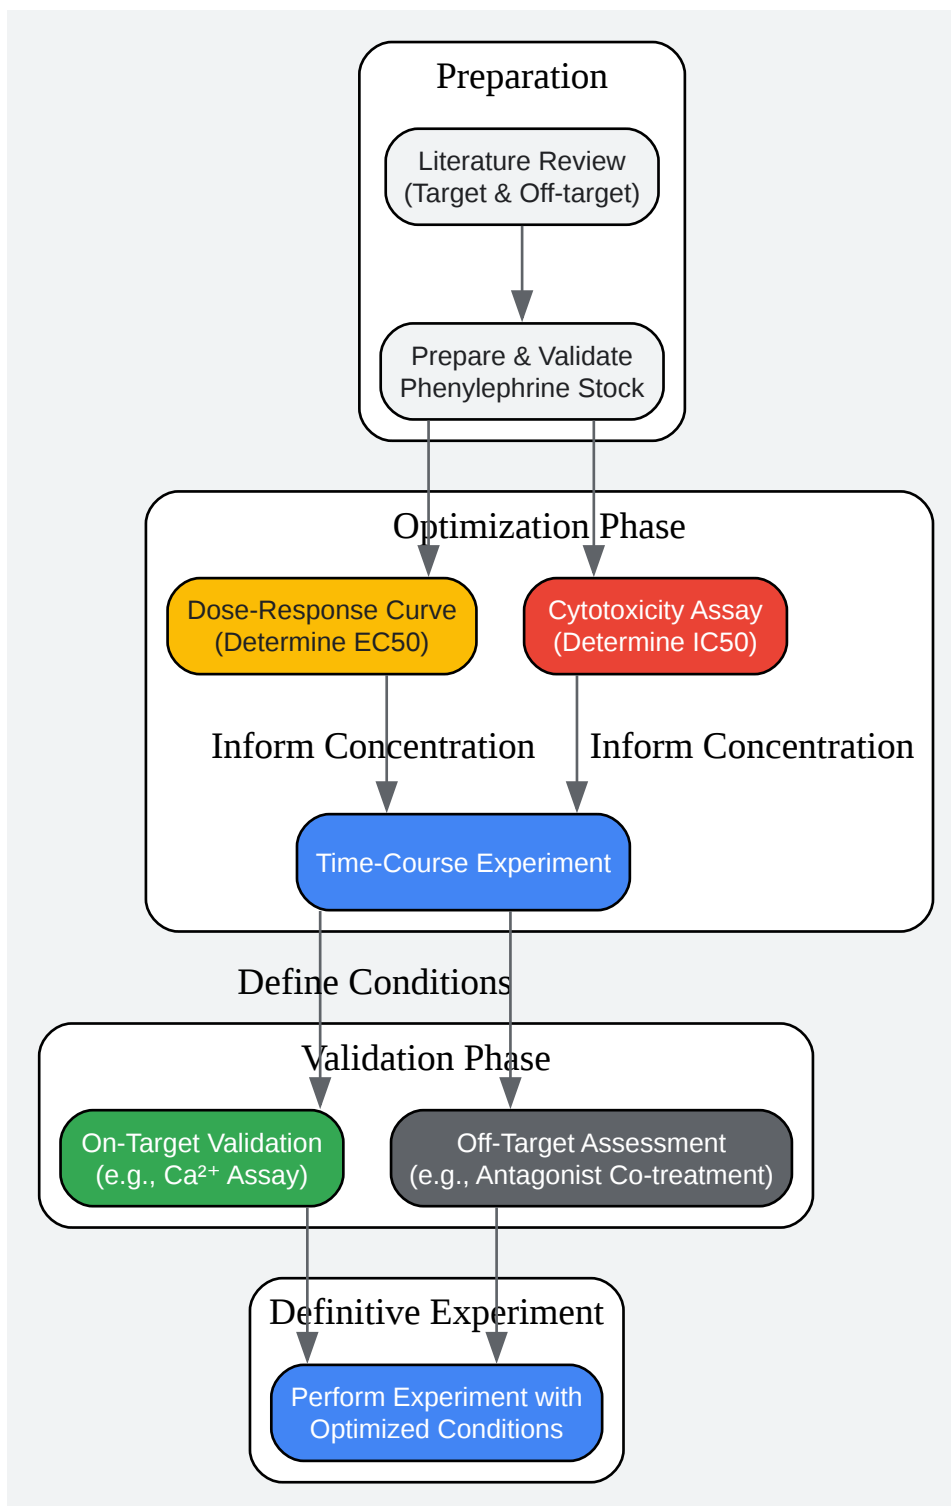 Preparation
Literature Review
(Target & Off-target)
Prepare & Validate
Phenylephrine Stock
Optimization Phase
Dose-Response Curve
(Determine EC50)
Cytotoxicity Assay
(Determine IC50)
Inform Concentration
Inform Concentration
Time-Course Experiment
Define Conditions
Validation Phase
On-Target Validation
(e.g., Ca²⁺ Assay)
Off-Target Assessment
(e.g., Antagonist Co-treatment)
Definitive Experiment
Perform Experiment with
Optimized Conditions